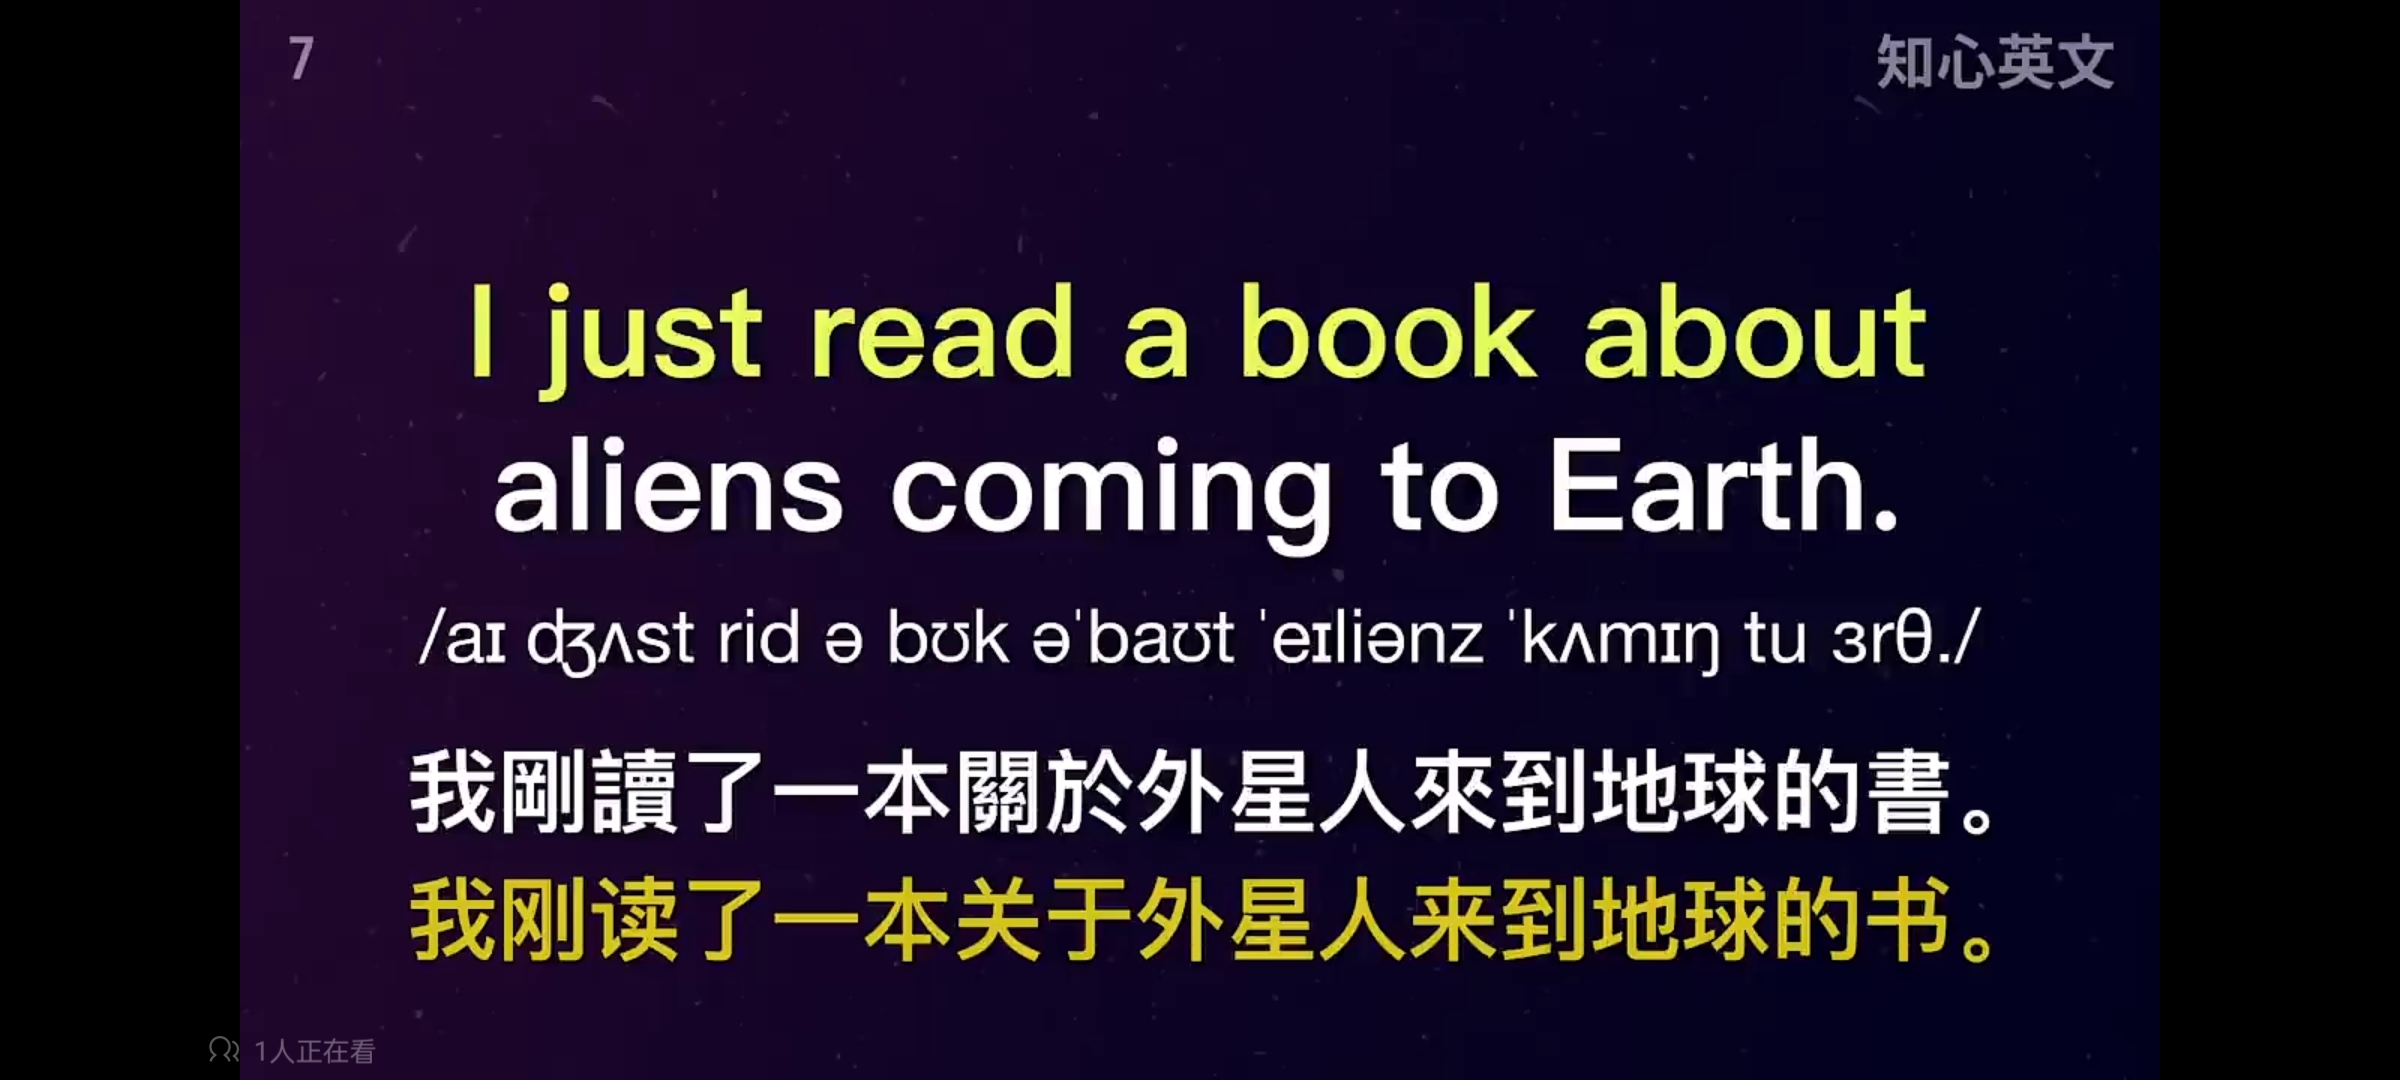 7
知心英文
I just read a book about
aliens coming to Earth.
/aɪ ʤʌst rid ə bʊk əˈbaʊt ˈeɪliənz ˈkʌmɪŋ tu ɜrθ./
我剛讀了一本關於外星人來到地球的書。
我刚读了一本关于外星人来到地球的书。
1人正在看